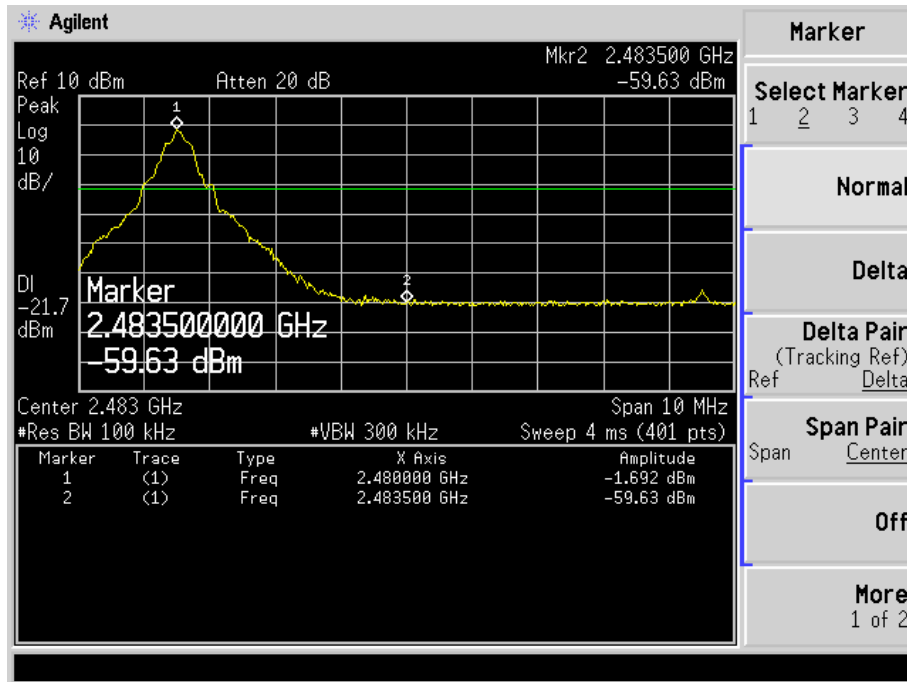 Agilent
Marker
Mkr2 2.483500 GHz
Ref 10 dBm Atten 20 dB -59.63 dBm
Peak
Log
10
dB/
1
2
DI
-21.7
dBm
Marker
2.483500000 GHz
-59.63 dBm
Center 2.483 GHz Span 10 MHz
#Res BW 100 kHz #VBW 300 kHz Sweep 4 ms (401 pts)
Marker Trace Type X Axis Amplitude
1 (1) Freq 2.480000 GHz -1.692 dBm
2 (1) Freq 2.483500 GHz -59.63 dBm
Select Marker
1 2 3 4
Normal
Delta
Delta Pair
(Tracking Ref)
Ref Delta
Span Pair
Span Center
Off
More
1 of 2